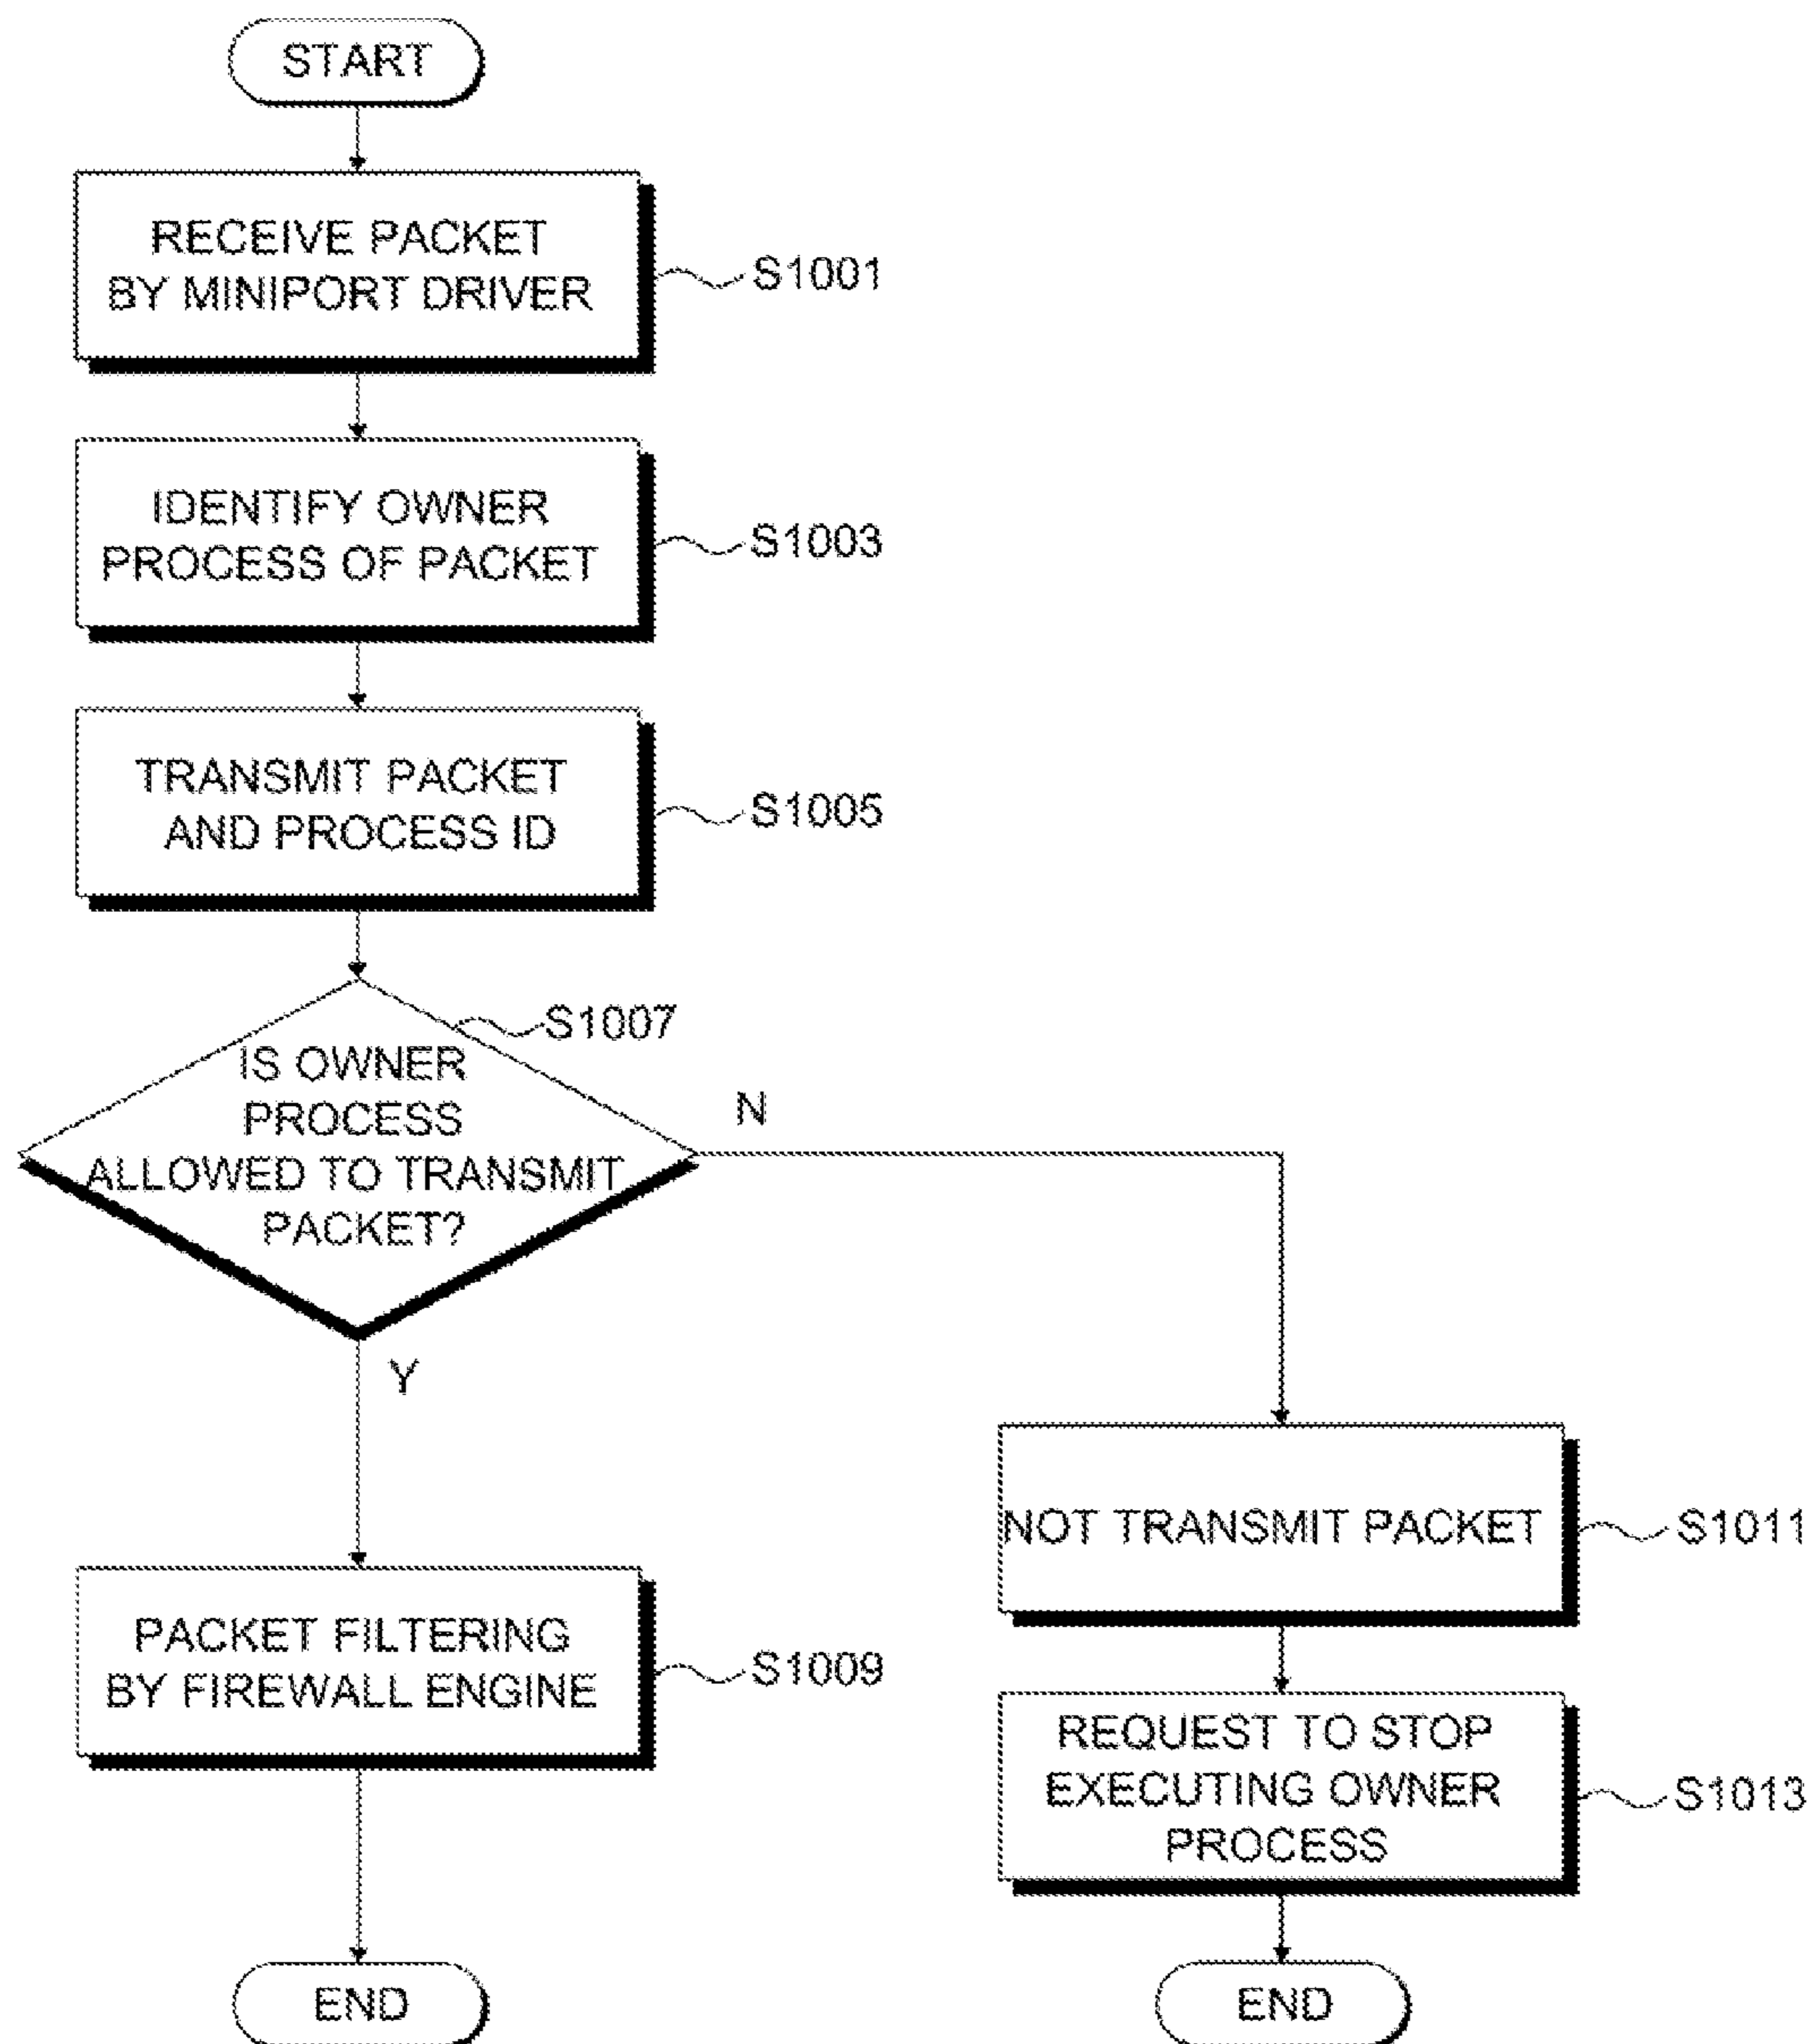 START
RECEIVE PACKET
BY MINIPORT DRIVER
S1001
IDENTIFY OWNER
PROCESS OF PACKET
S1003
TRANSMIT PACKET
AND PROCESS ID
S1005
S1007
IS OWNER
PROCESS
ALLOWED TO TRANSMIT
PACKET?
N
Y
NOT TRANSMIT PACKET
S1011
PACKET FILTERING
BY FIREWALL ENGINE
S1009
REQUEST TO STOP
EXECUTING OWNER
PROCESS
S1013
END
END